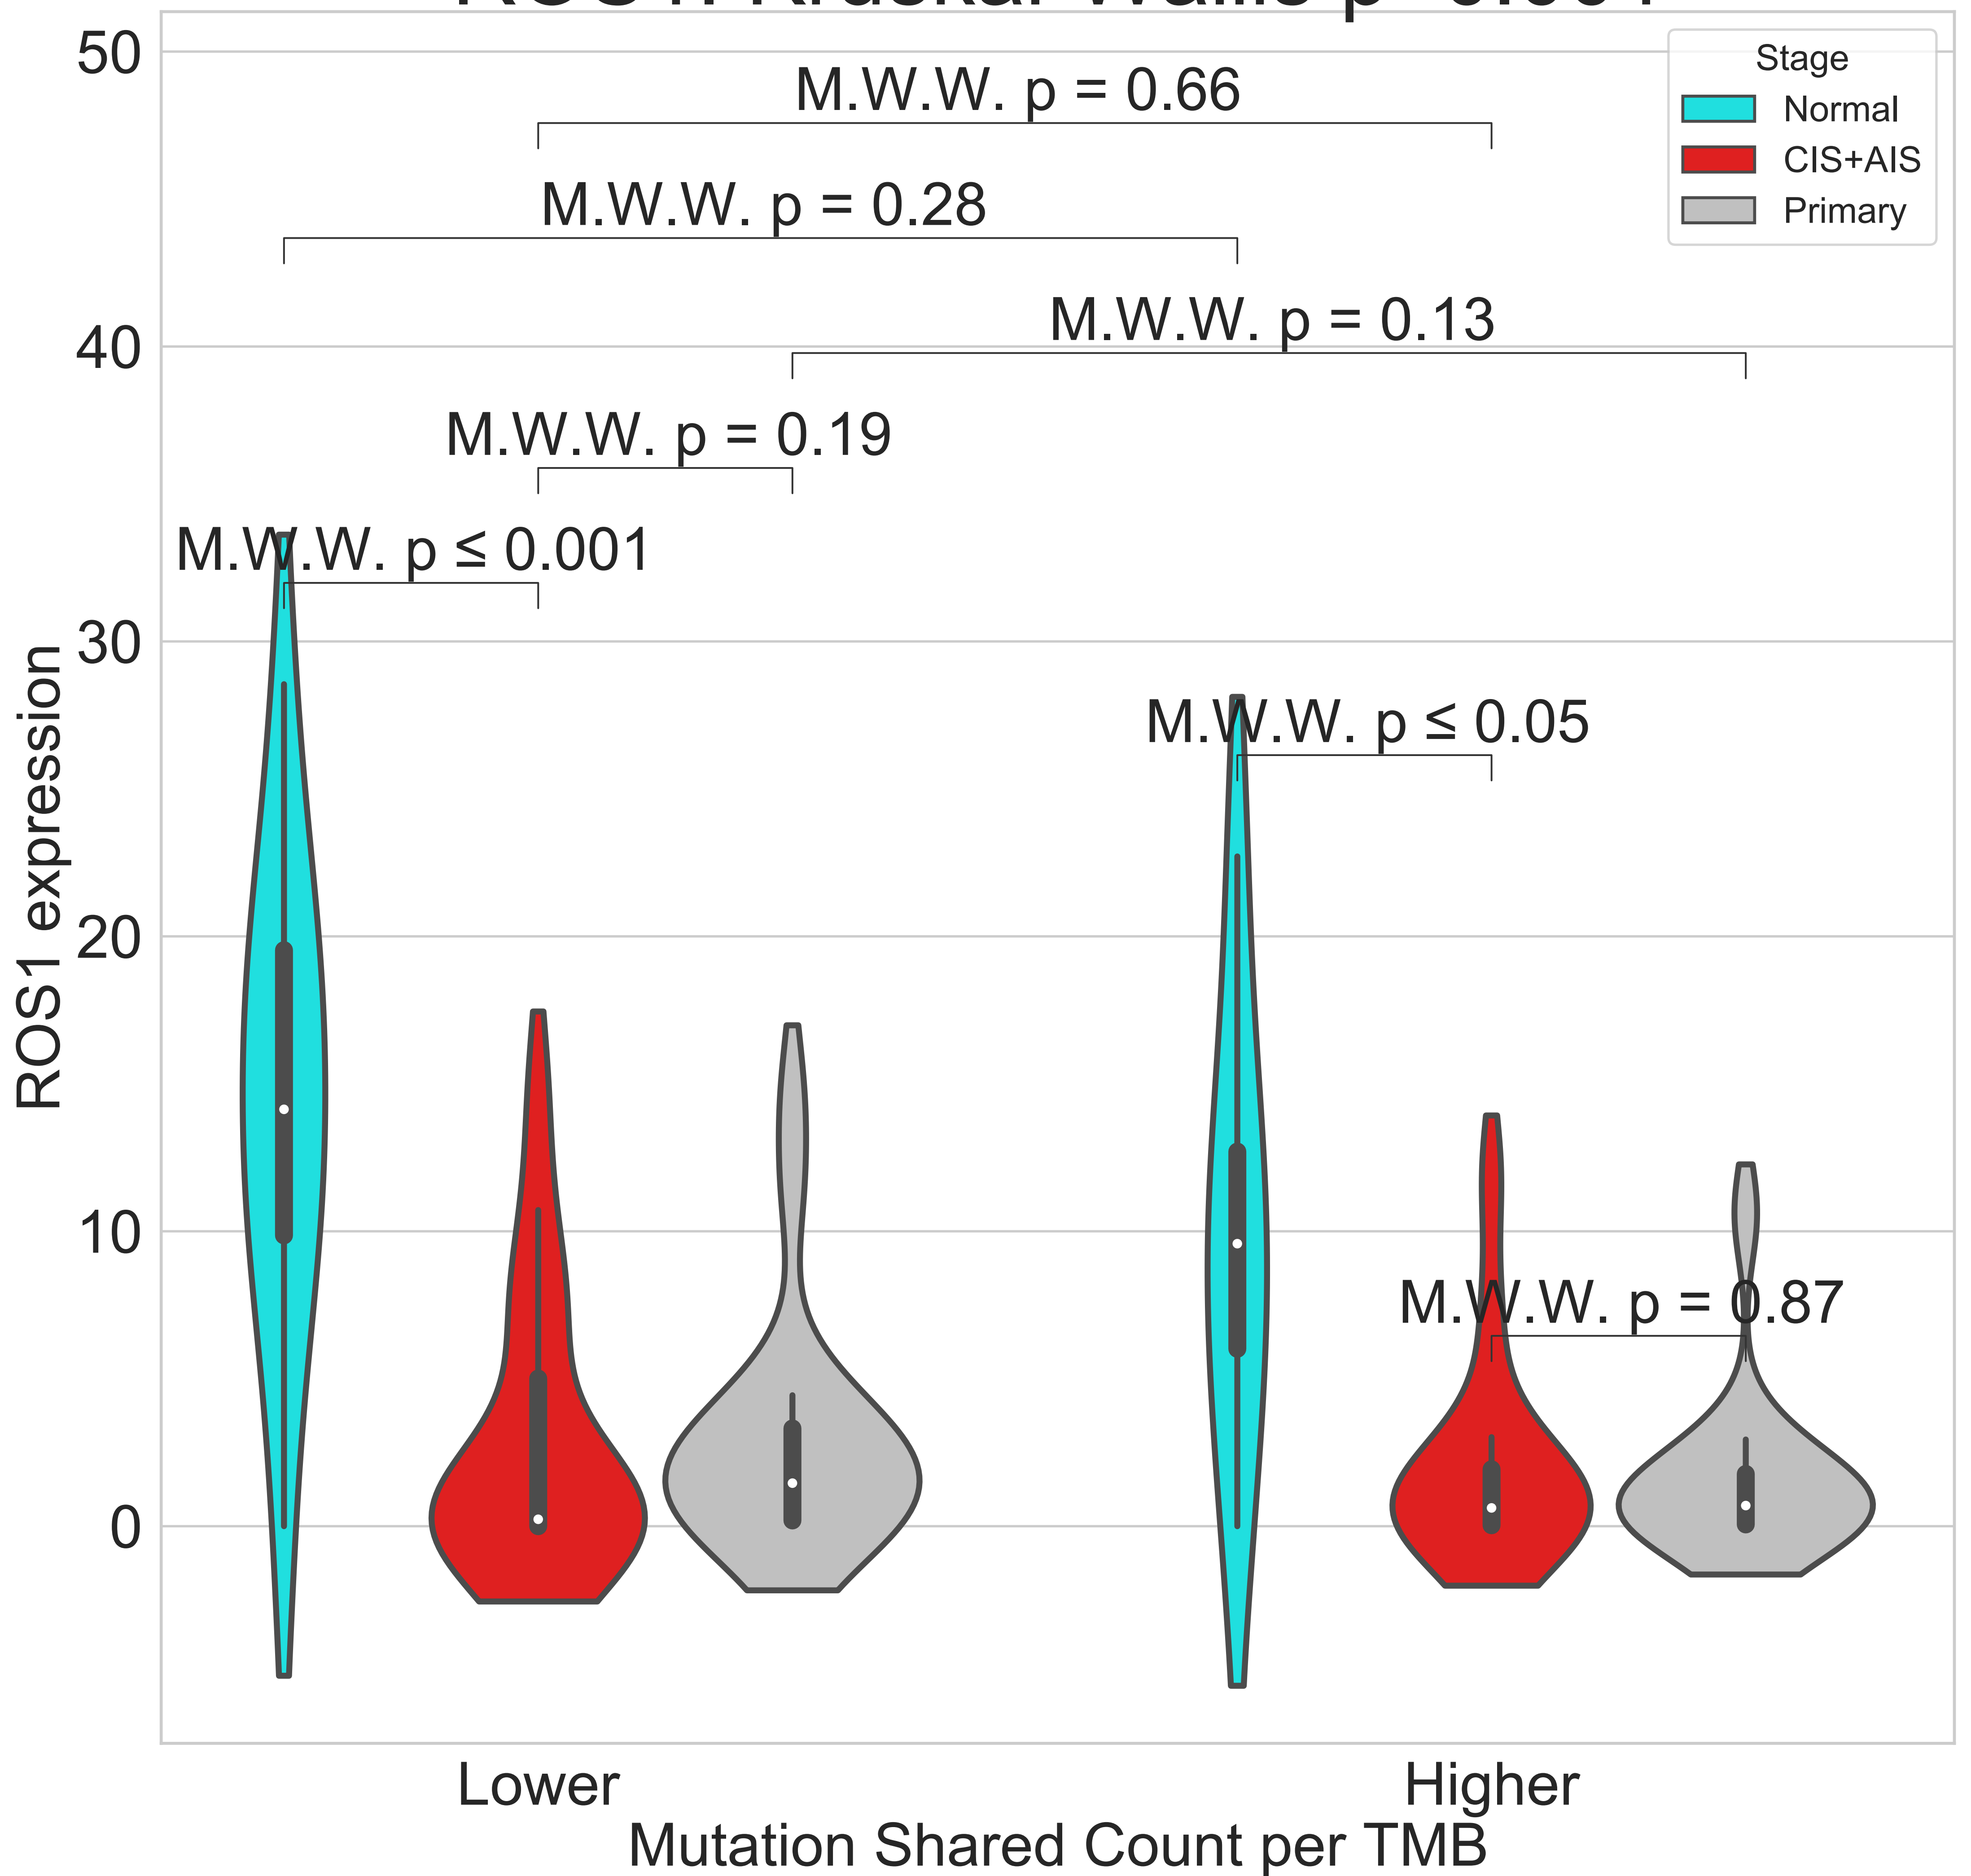 50
M.W.W. p = 0.66
Stage
Normal
CIS+AIS
Primary
M.W.W. p = 0.28
M.W.W. p = 0.13
40
M.W.W. p = 0.19
M.W.W. p ≤ 0.001
30
M.W.W. p ≤ 0.05
ROS1 expression
20
10
M.W.W. p = 0.87
0
Lower
Higher
Mutation Shared Count per TMB